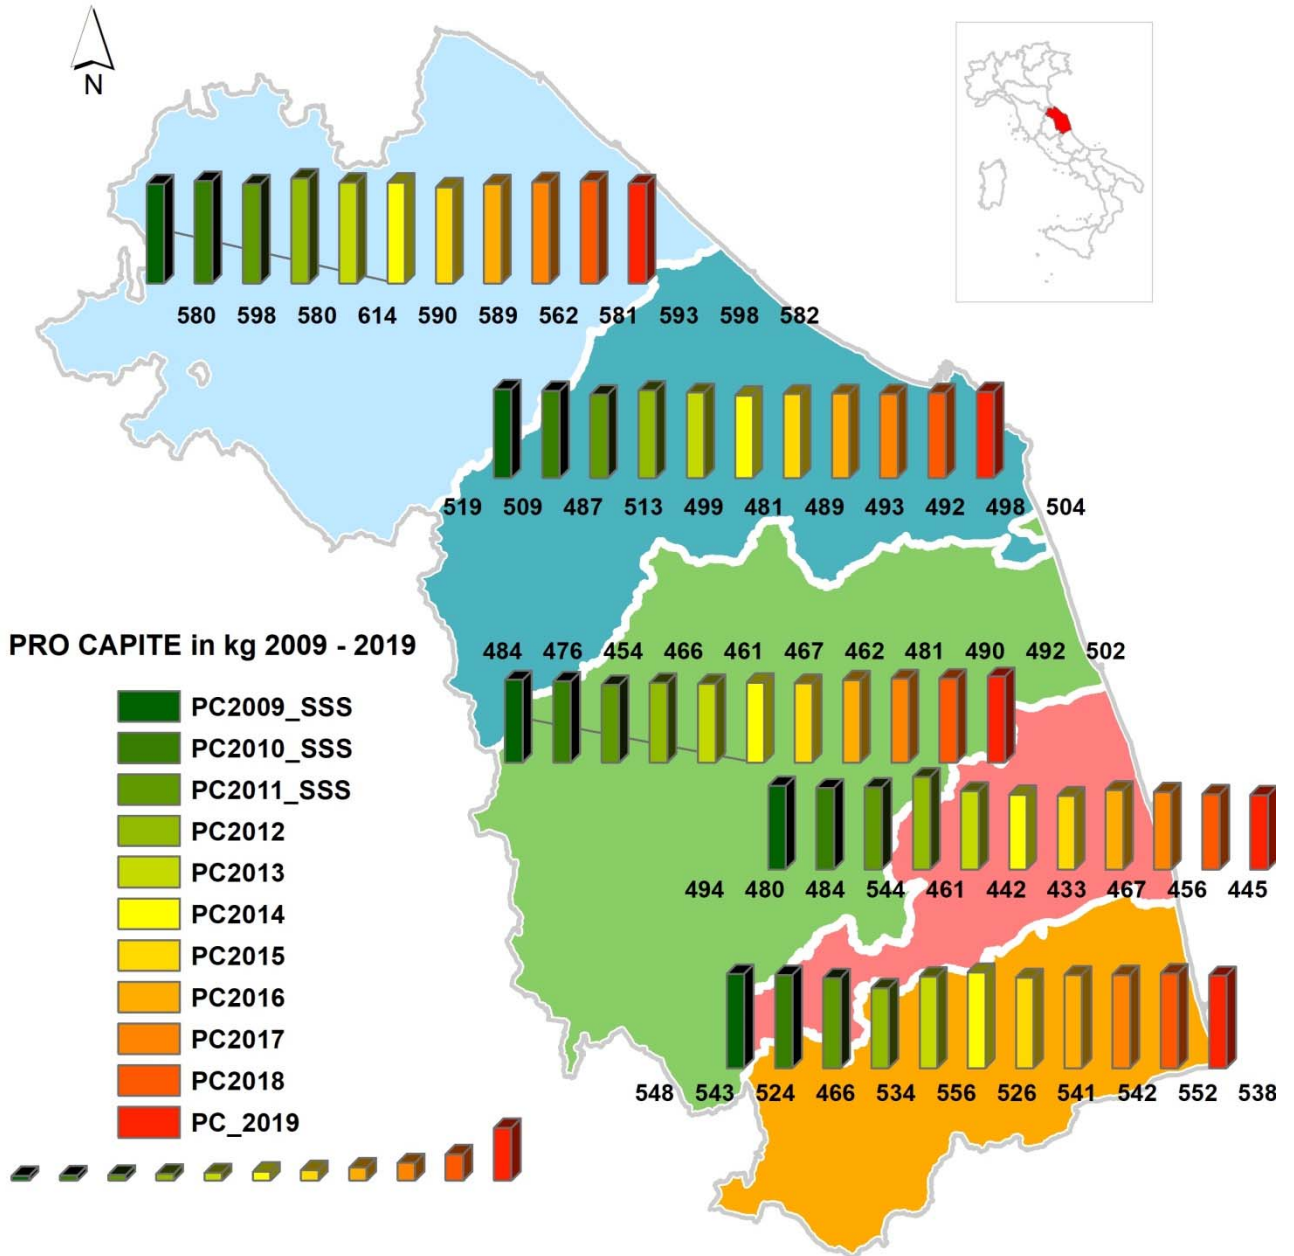 N
580 598 580 614 590 589 562 581 593 598 582
519 509 487 513 499 481 489 493 492 498 504
PRO CAPITE in kg 2009 - 2019
484 476 454 466 461 467 462 481 490 492 502
PC2009_SSS
PC2010_SSS
PC2011_SSS
PC2012
PC2013
PC2014
PC2015
PC2016
PC2017
PC2018
PC_2019
494 480 484 544 461 442 433 467 456 445
548 543 524 466 534 556 526 541 542 552 538